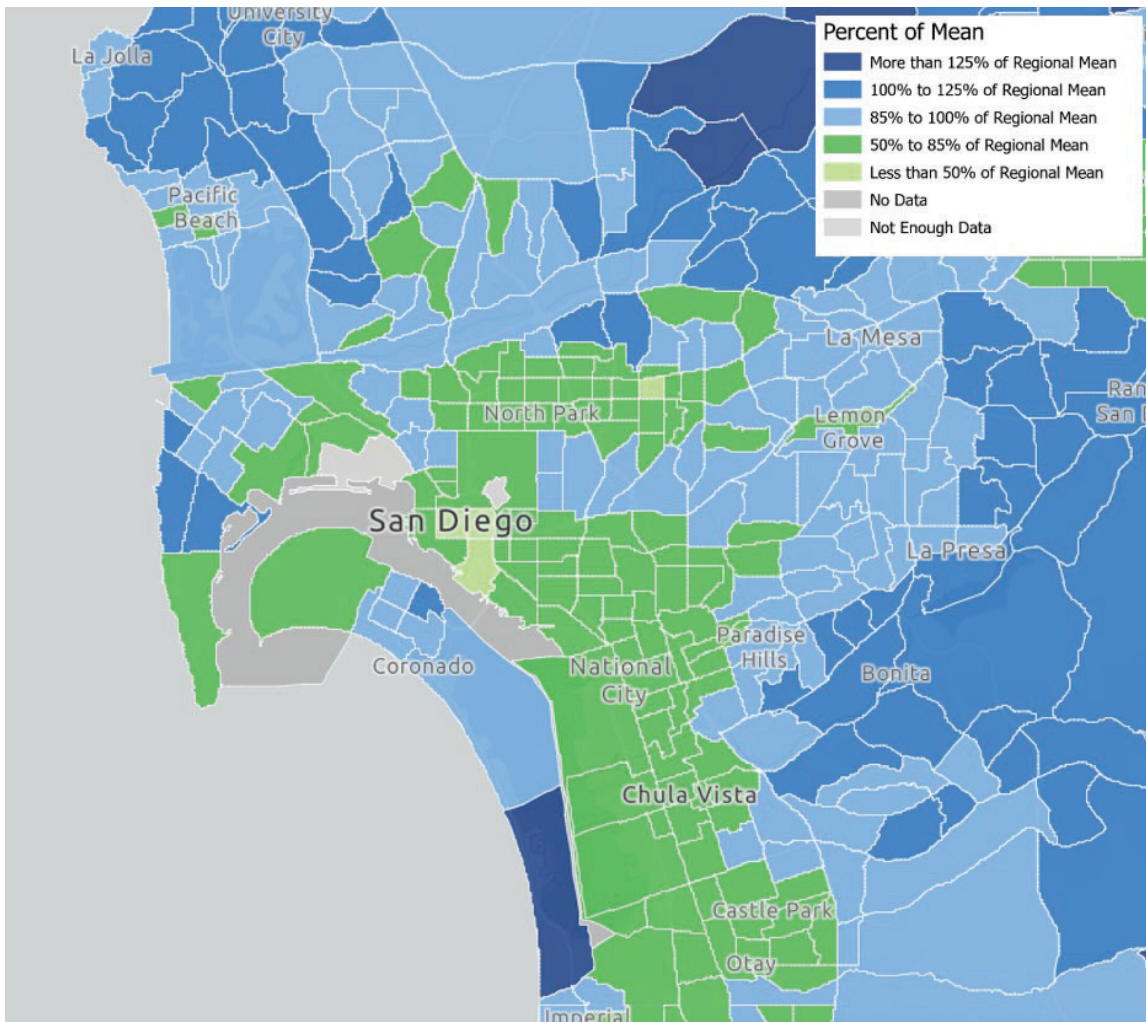 University
City
La Jolla
Percent of Mean
More than 125% of Regional Mean
100% to 125% of Regional Mean
85% to 100% of Regional Mean
50% to 85% of Regional Mean
Less than 50% of Regional Mean
No Data
Not Enough Data
Pacific
Beach
La Mesa
North Park
Lemon
Grove
Ran
San
San Diego
La Presa
Coronado
National
City
Paradise
Hills
Bonita
Chula Vista
Castle Park
Otay
Imperial